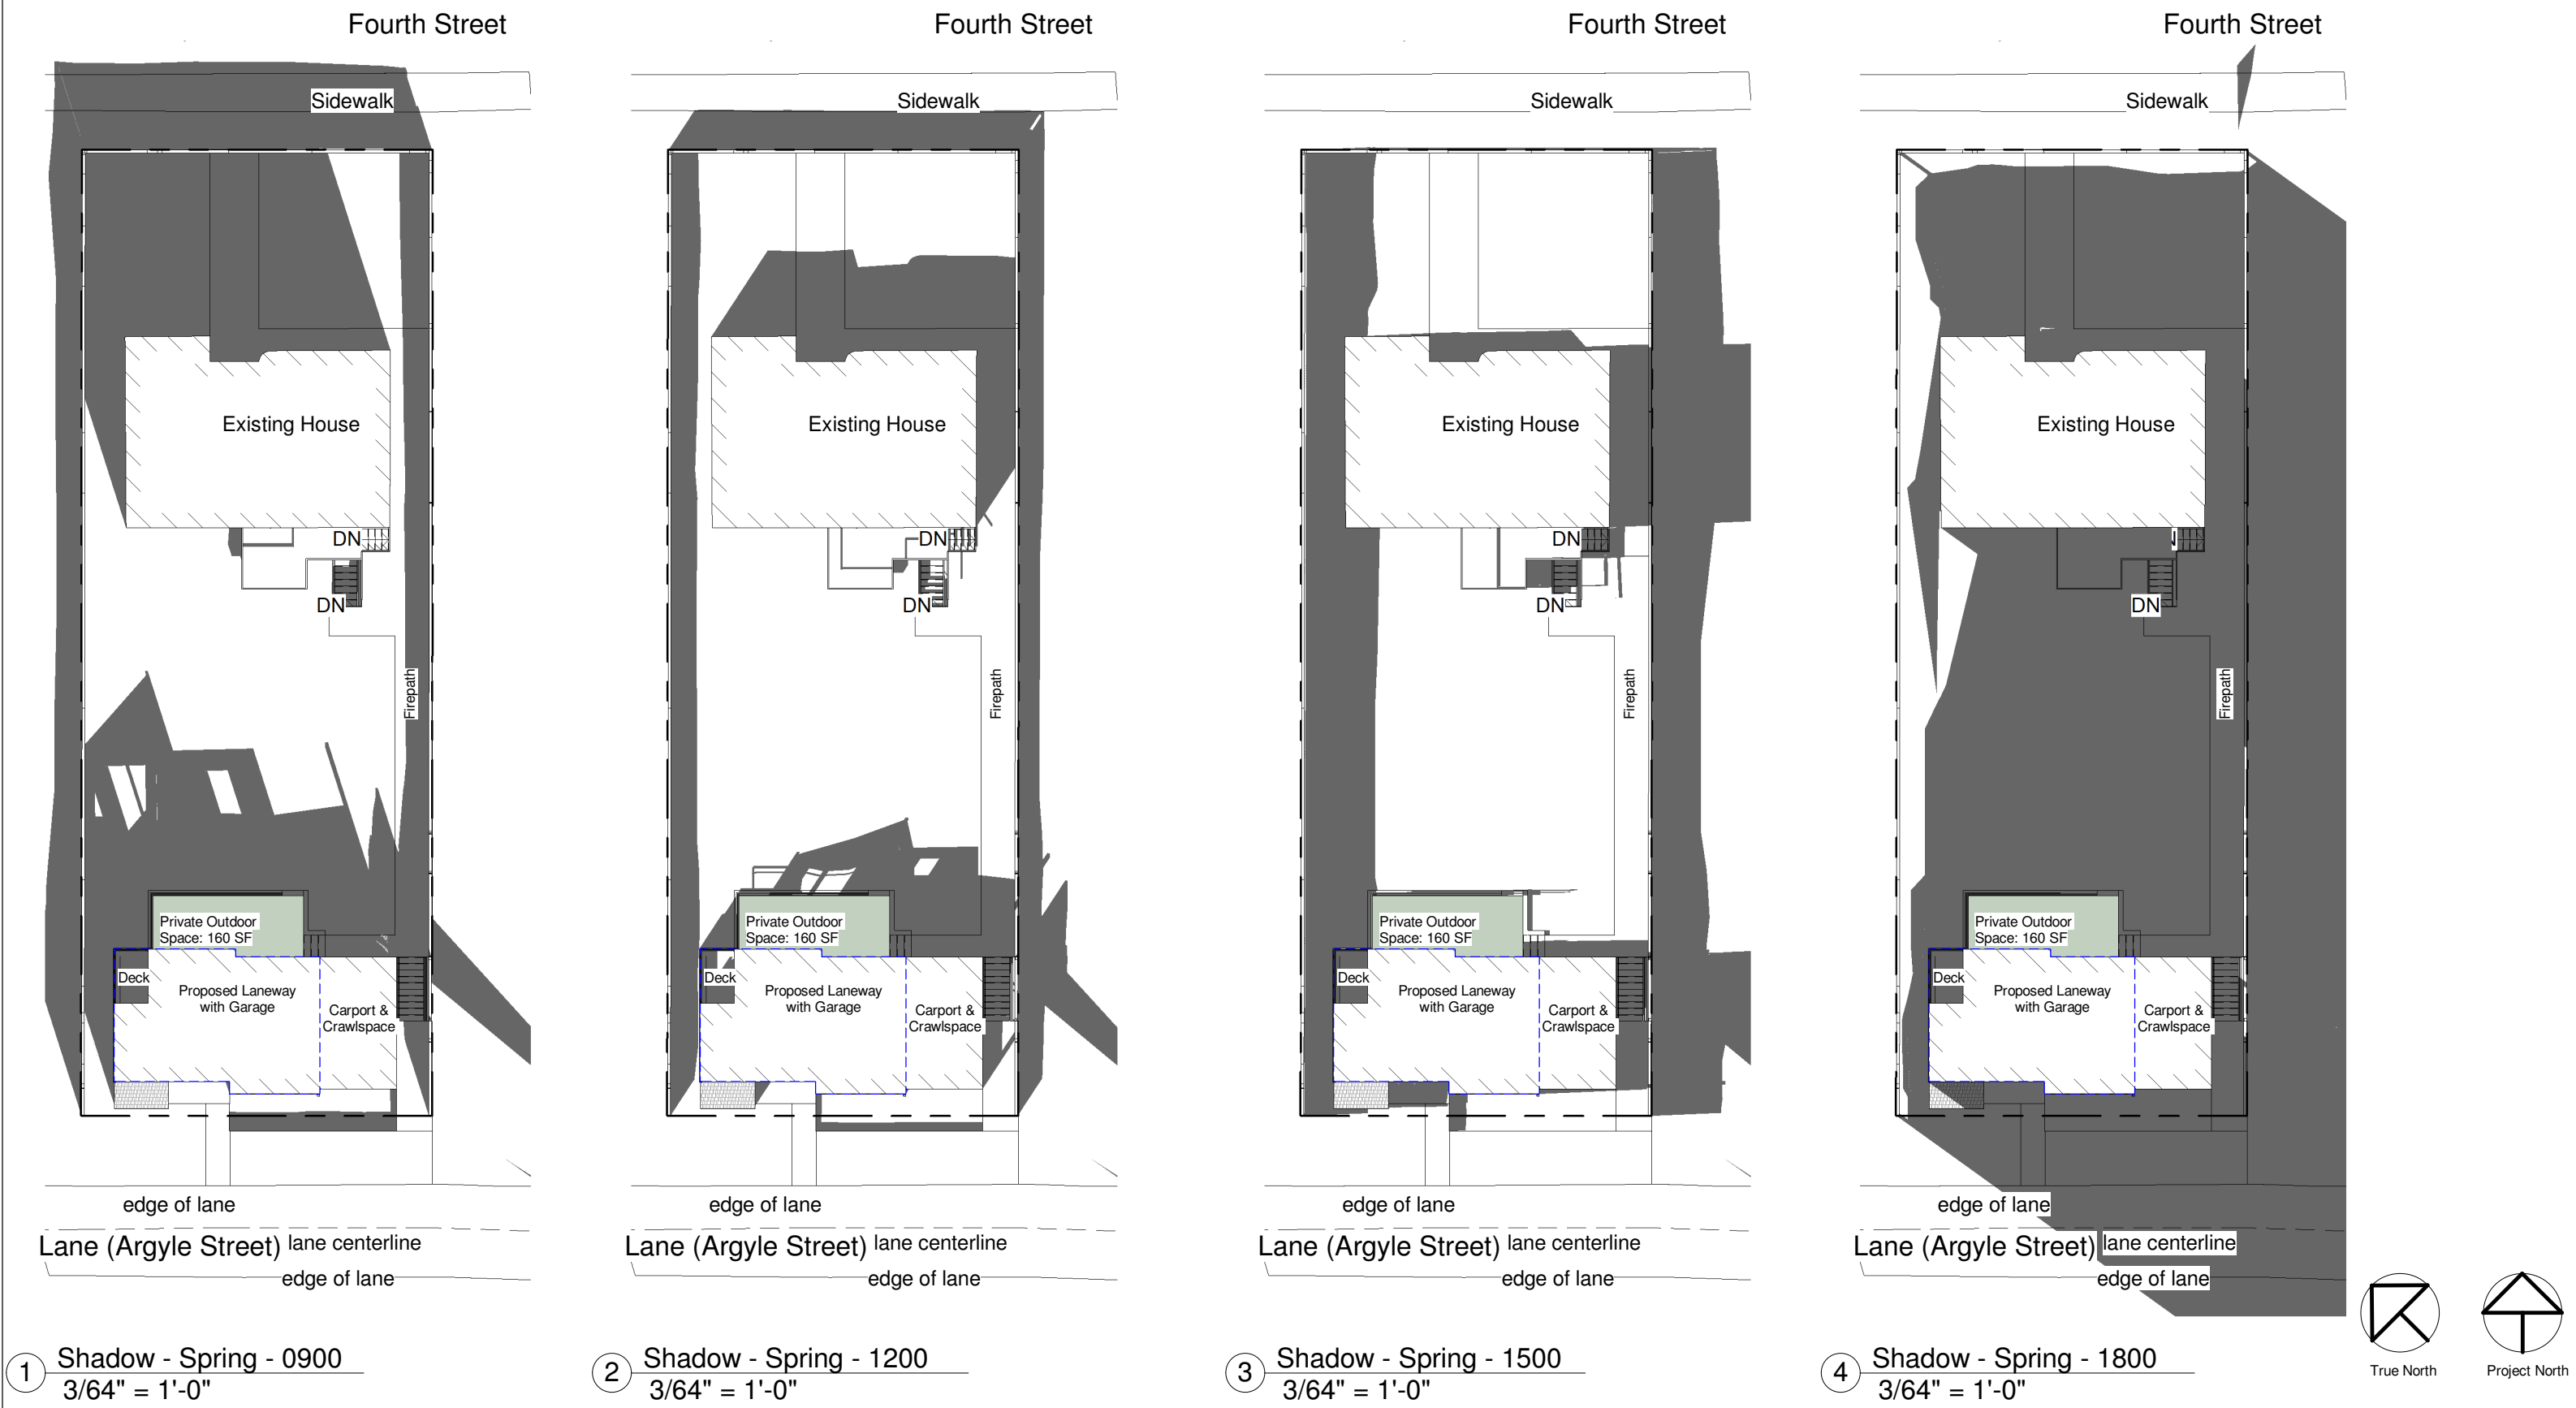 Fourth Street
Sidewalk
Existing House
DN
DN
Firepath
Private Outdoor
Space: 160 SF
Deck
Proposed Laneway
with Garage
Carport &
Crawlspace
edge of lane
Lane (Argyle Street)
lane centerline
edge of lane
1
Shadow - Spring - 0900
3/64" = 1'-0"
Fourth Street
Sidewalk
Existing House
DN
DN
Firepath
Private Outdoor
Space: 160 SF
Deck
Proposed Laneway
with Garage
Carport &
Crawlspace
edge of lane
Lane (Argyle Street)
lane centerline
edge of lane
2
Shadow - Spring - 1200
3/64" = 1'-0"
Fourth Street
Sidewalk
Existing House
DN
DN
Firepath
Private Outdoor
Space: 160 SF
Deck
Proposed Laneway
with Garage
Carport &
Crawlspace
edge of lane
Lane (Argyle Street)
lane centerline
edge of lane
3
Shadow - Spring - 1500
3/64" = 1'-0"
Fourth Street
Sidewalk
Existing House
DN
Firepath
Private Outdoor
Space: 160 SF
Deck
Proposed Laneway
with Garage
Carport &
Crawlspace
edge of lane
Lane (Argyle Street)
lane centerline
edge of lane
4
Shadow - Spring - 1800
3/64" = 1'-0"
True North
Project North